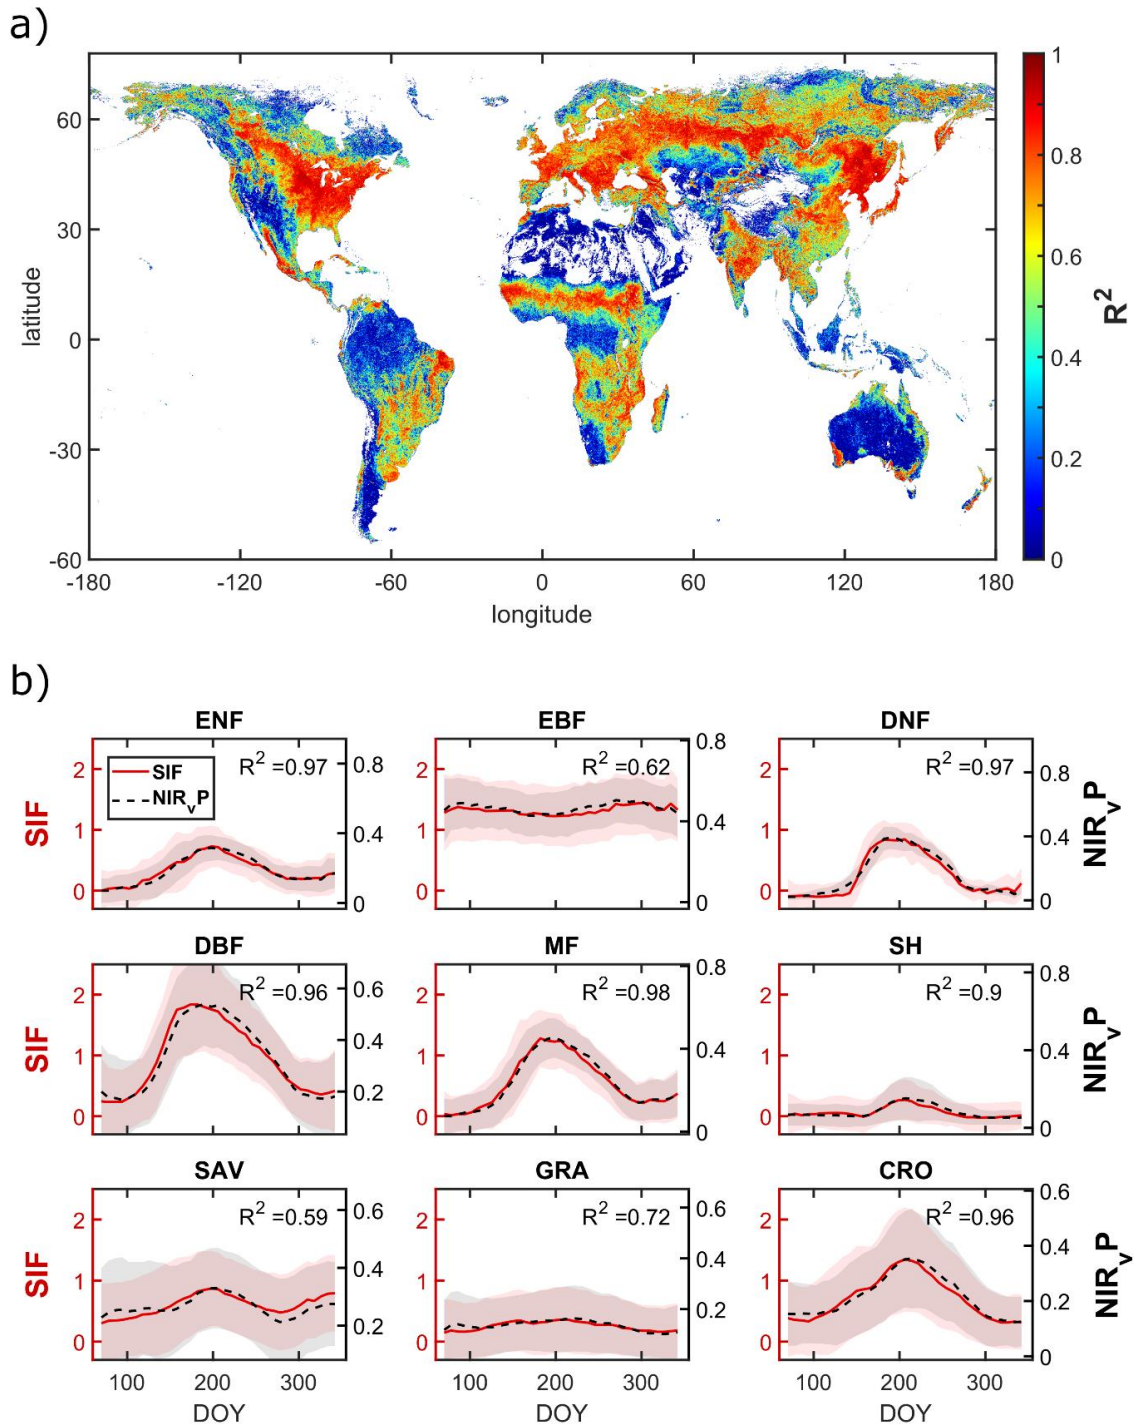 a)
60
30
0
-30
-60
latitude
-180
-120
-60
0
60
120
180
longitude
1
0.8
0.6
0.4
0.2
0
R²
b)
ENF
EBF
DNF
SIF
2
1
0
SIF
NIRvP
R² =0.97
0.8
0.4
0
2
1
0
R² =0.62
0.8
0.4
0
2
1
0
R² =0.97
0.8
0.4
0
NIRvP
DBF
MF
SH
SIF
2
1
0
R² =0.96
0.6
0.4
0.2
2
1
0
R² =0.98
0.8
0.4
0
2
1
0
R² =0.9
0.8
0.4
0
NIRvP
SAV
GRA
CRO
SIF
2
1
0
R² =0.59
0.6
0.4
0.2
2
1
0
R² =0.72
0.6
0.4
0.2
2
1
0
R² =0.96
0.6
0.4
0.2
0
NIRvP
100 200 300
100 200 300
100 200 300
DOY
DOY
DOY